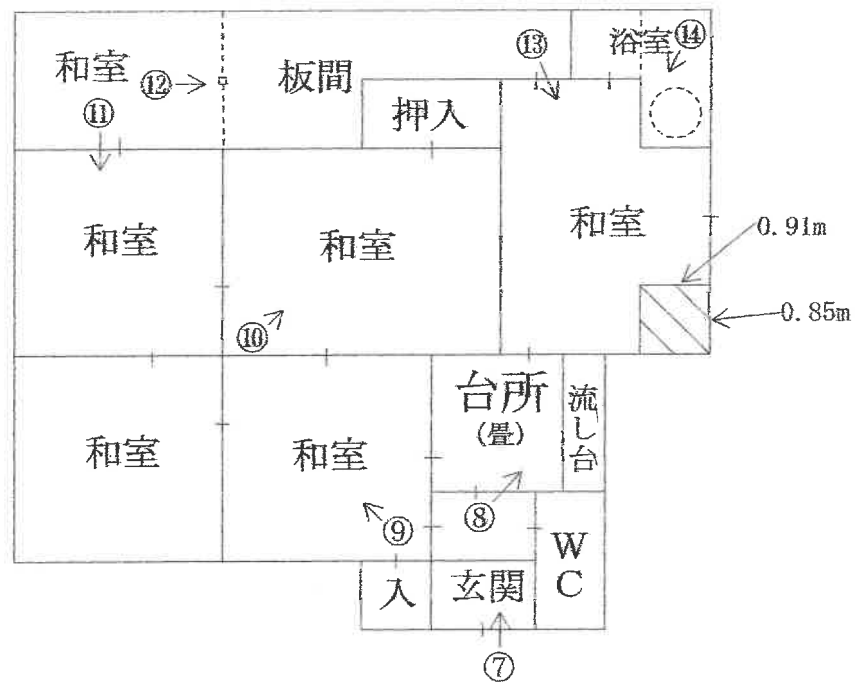 浴室⑭
⑬
和室
⑫
板間
⑪
押入
和室
和室
和室
0.91m
0.85m
⑩
台所
(畳)
流し台
和室
和室
⑨
⑧
WC
入
玄関
⑦